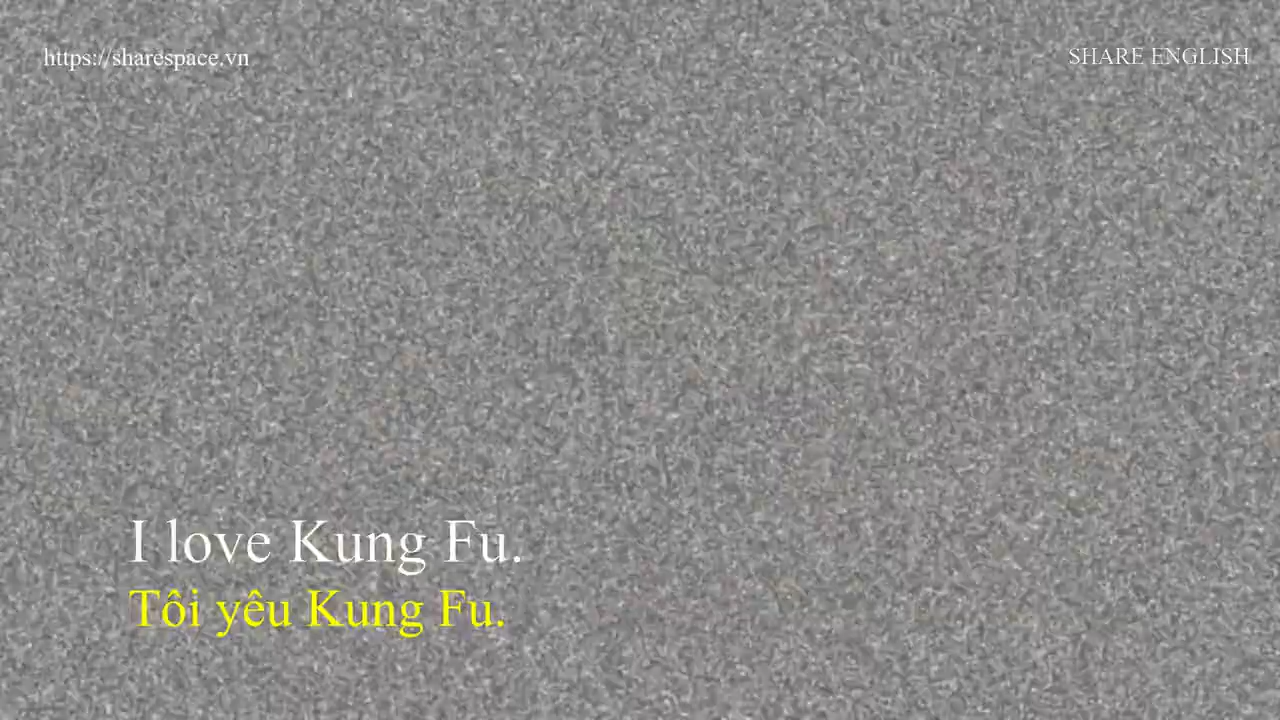 https://sharespace.vn
SHARE ENGLISH
I love Kung Fu.
Tôi yêu Kung Fu.